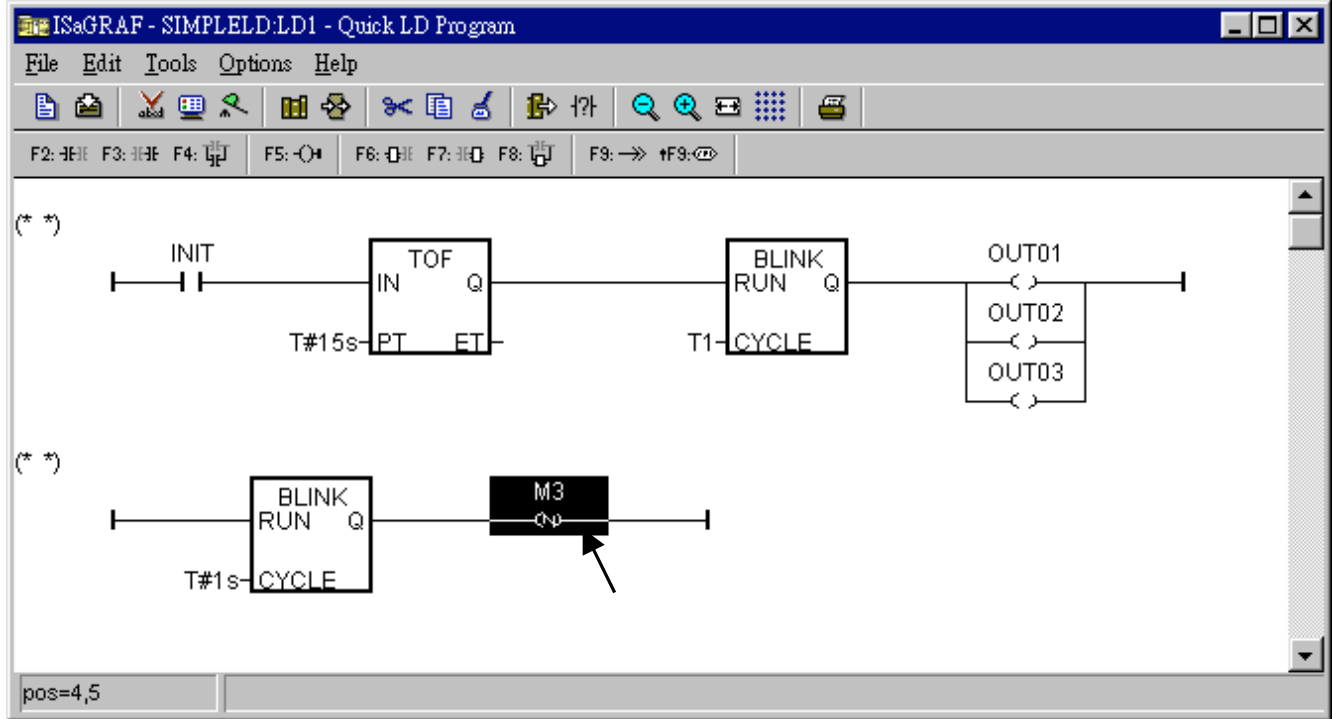 ISaGRAF - SIMPLELD:LD1 - Quick LD Program
File Edit Tools Options Help
abcd
F2: F3: F4: F5: F6: F7: F8: F9: F9:
(* *)
INIT TOF BLINK OUT01
IN Q RUN Q
OUT02
T#15s PT ET T1 CYCLE
OUT03
(* *)
BLINK M3
RUN Q (N)
T#1s CYCLE
pos=4,5